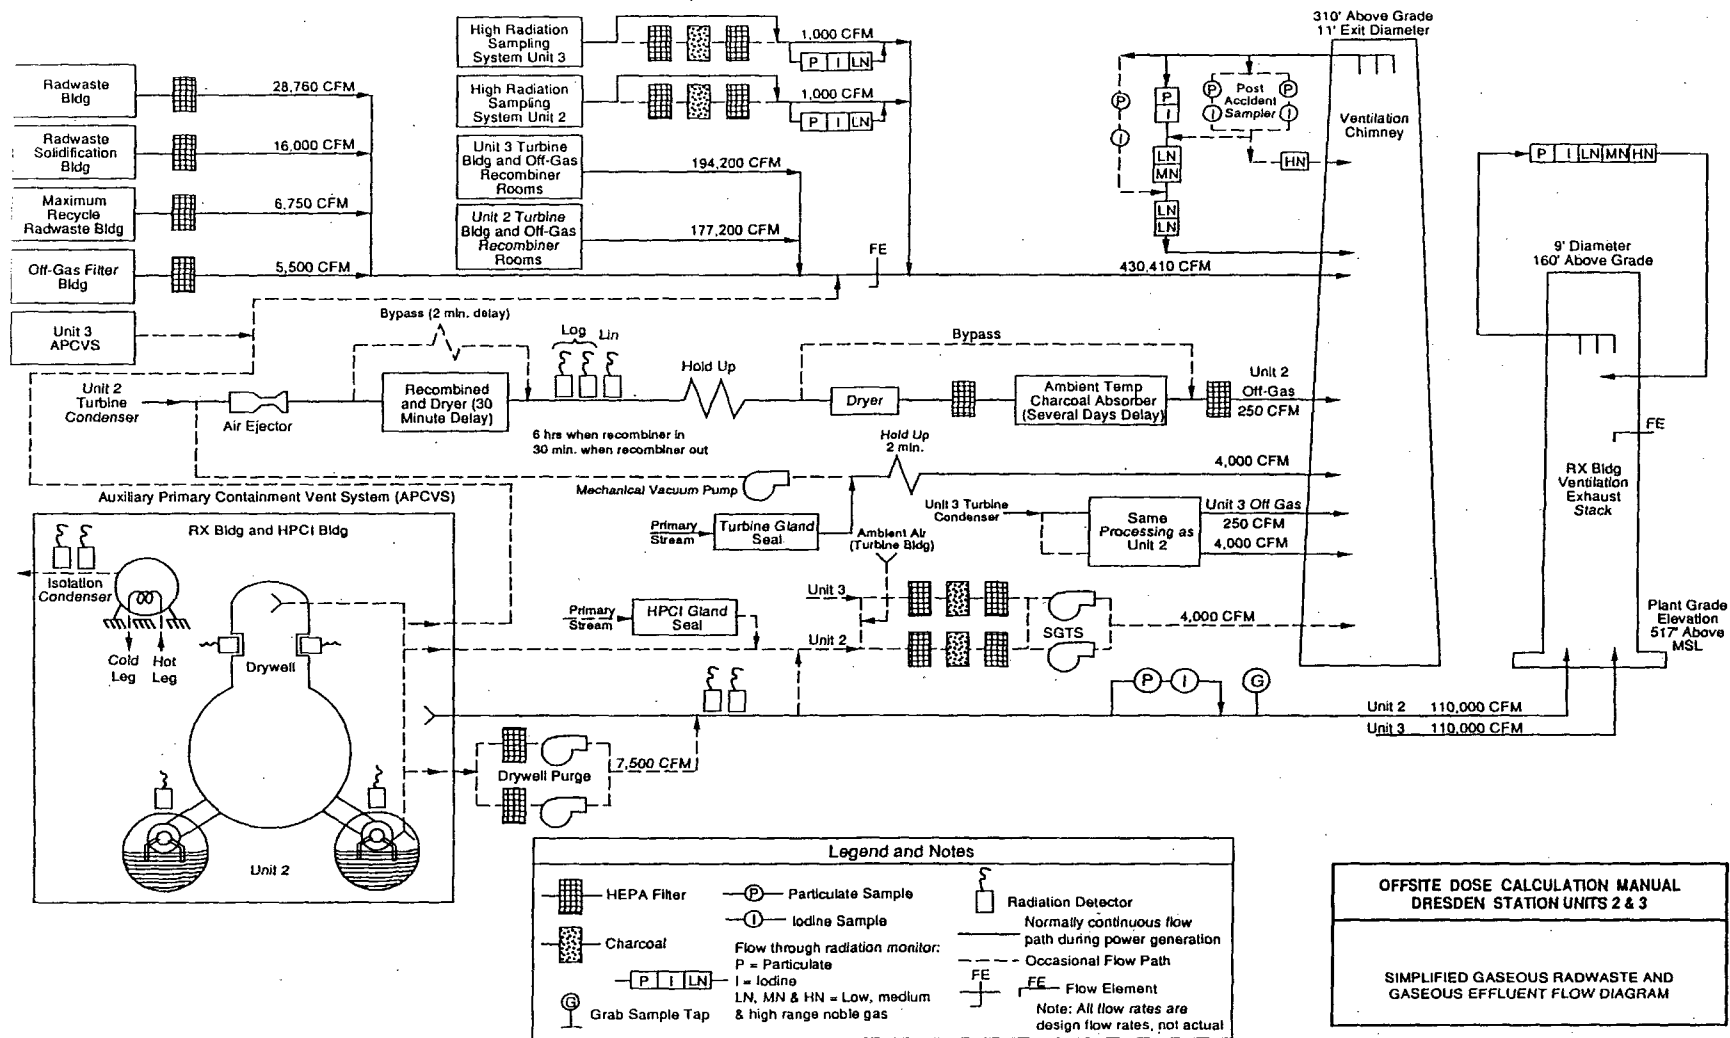 310' Above Grade
11' Exit Diameter
High Radiation
Sampling
System Unit 3
1,000 CFM
P I LN
Radwaste
Bldg
28,760 CFM
High Radiation
Sampling
System Unit 2
1,000 CFM
P I LN
P
I
P
I
P
I
Post
Accident
Sampler
P
I
Ventilation
Chimney
Radwaste
Solidification
Bldg
16,000 CFM
Unit 3 Turbine
Bldg and Off-Gas
Recombiner
Rooms
194,200 CFM
LN
MN
HN
P I LN MN HN
Maximum
Recycle
Radwaste Bldg
6,750 CFM
Unit 2 Turbine
Bldg and Off-Gas
Recombiner
Rooms
177,200 CFM
LN
LN
FE
9' Diameter
160' Above Grade
Off-Gas Filter
Bldg
5,500 CFM
430,410 CFM
Unit 3
APCVS
Bypass (2 min. delay)
Log
Lin
Hold Up
Bypass
Unit 2
Turbine
Condenser
Air Ejector
Recombined
and Dryer (30
Minute Delay)
Dryer
Ambient Temp
Charcoal Absorber
(Several Days Delay)
Unit 2
Off-Gas
250 CFM
6 hrs when recombiner in
30 min. when recombiner out
Hold Up
2 min.
FE
Mechanical Vacuum Pump
4,000 CFM
RX Bldg
Ventilation
Exhaust
Stack
Auxiliary Primary Containment Vent System (APCVS)
Primary
Stream
Turbine Gland
Seal
Ambient Air
(Turbine Bldg)
Unit 3 Turbine
Condenser
Same
Processing as
Unit 2
Unit 3 Off Gas
250 CFM
4,000 CFM
RX Bldg and HPCI Bldg
Isolation
Condenser
Cold
Leg
Hot
Leg
Drywell
Primary
Stream
HPCI Gland
Seal
Unit 3
Unit 2
SGTS
4,000 CFM
Plant Grade
Elevation
517' Above
MSL
P
I
G
Unit 2 110,000 CFM
Unit 3 110,000 CFM
Drywell Purge
7,500 CFM
Unit 2
Legend and Notes
HEPA Filter
Charcoal
P I LN
G
Grab Sample Tap
P
Particulate Sample
I
Iodine Sample
Flow through radiation monitor:
P = Particulate
I = Iodine
LN, MN & HN = Low, medium
& high range noble gas
Radiation Detector
Normally continuous flow
path during power generation
Occasional Flow Path
FE
FE
Flow Element
Note: All flow rates are
design flow rates, not actual
OFFSITE DOSE CALCULATION MANUAL
DRESDEN STATION UNITS 2 & 3
SIMPLIFIED GASEOUS RADWASTE AND
GASEOUS EFFLUENT FLOW DIAGRAM